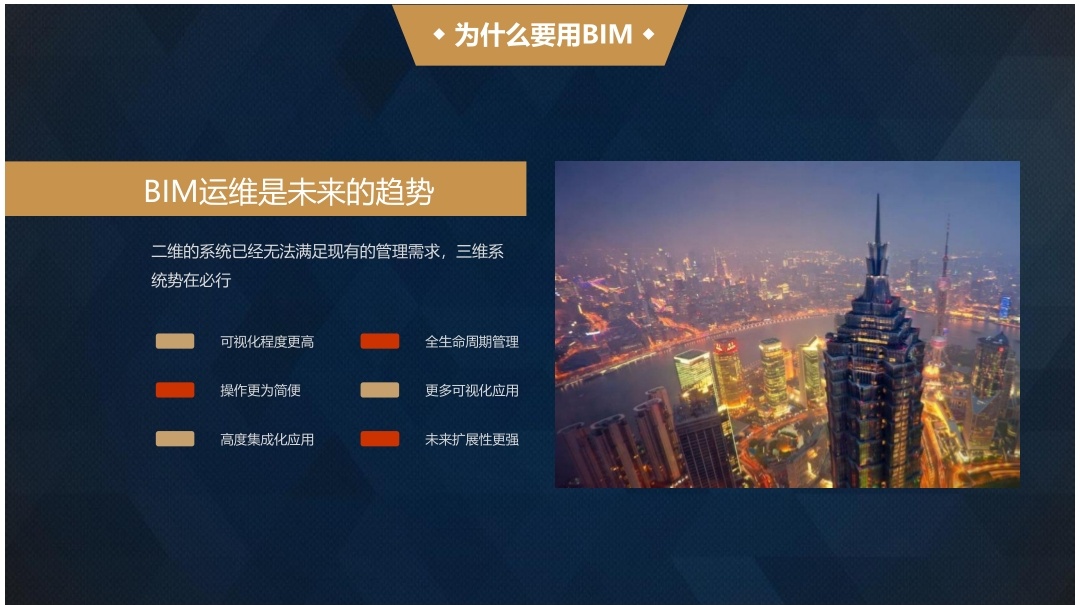 为什么要用BIM
BIM运维是未来的趋势
二维的系统已经无法满足现有的管理需求，三维系
统势在必行
可视化程度更高
全生命周期管理
操作更为简便
更多可视化应用
高度集成化应用
未来扩展性更强